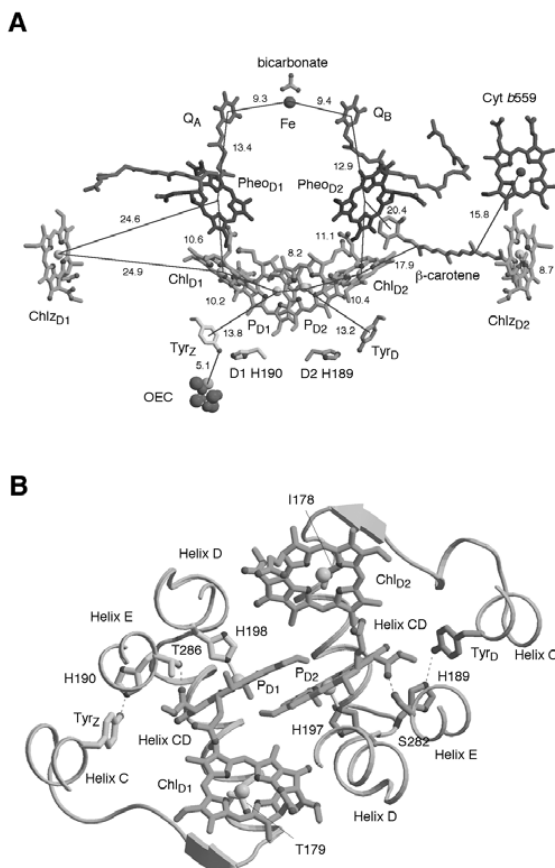 A
bicarbonate
9.3
9.4
Cyt b559
QA
Fe
QB
13.4
12.9
PheoD1
PheoD2
20.4
15.8
24.6
10.6
8.2
11.1
24.9
ChlD1
ChlD2
17.9
β-carotene
8.7
10.2
10.4
ChlzD1
PD1
PD2
ChlzD2
TyrZ
13.8
13.2
TyrD
5.1
D1 H190
D2 H189
OEC
B
I178
Helix D
ChlD2
Helix E
H198
Helix CD
TyrD
Helix C
T286
H190
PD1
PD2
H189
TyrZ
Helix CD
H197
S282
Helix E
Helix C
ChlD1
Helix D
T179